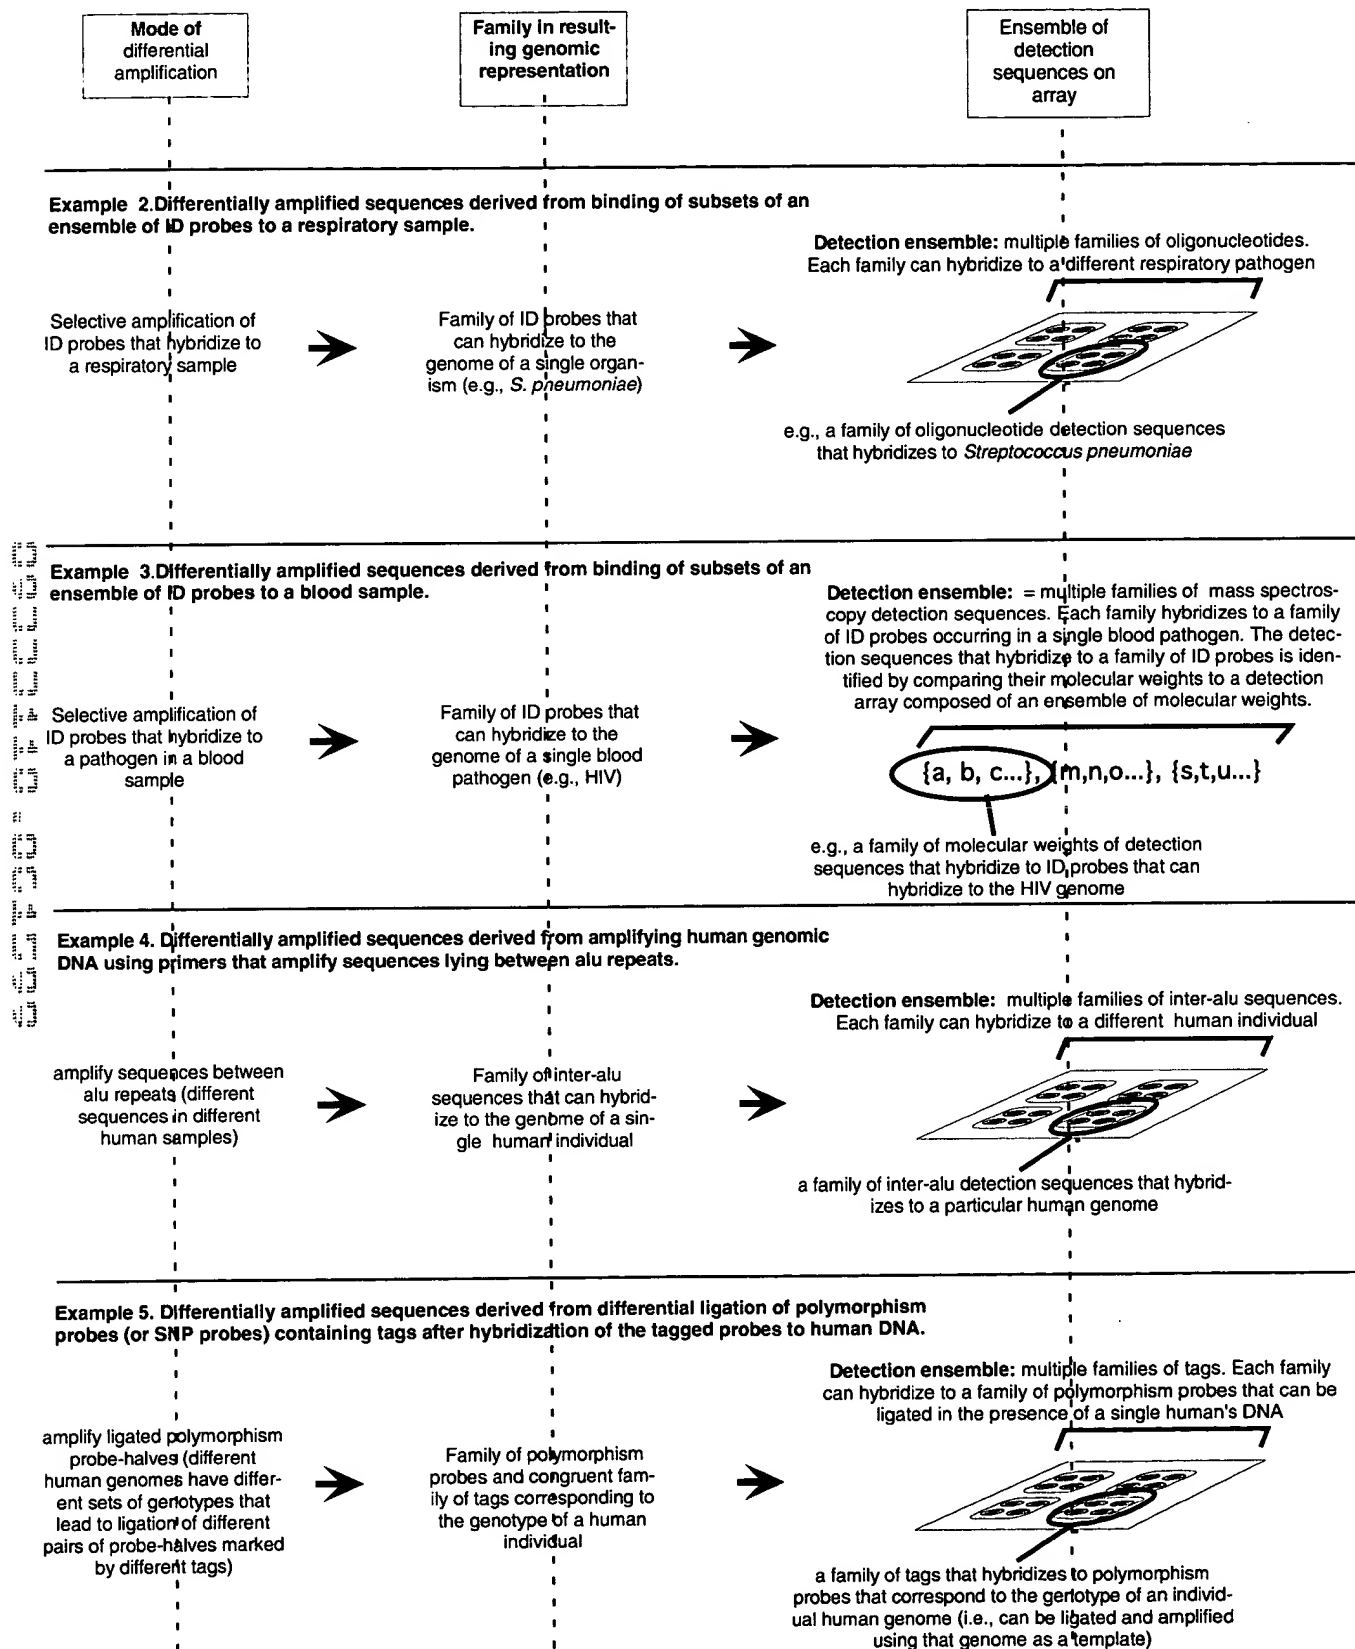 Mode of
differential
amplification
Family in result-
ing genomic
representation
Ensemble of
detection
sequences on
array
Example 2.Differentially amplified sequences derived from binding of subsets of an
ensemble of ID probes to a respiratory sample.
Detection ensemble: multiple families of oligonucleotides.
Each family can hybridize to a different respiratory pathogen
Selective amplification of
ID probes that hybridize to
a respiratory sample
Family of ID probes that
can hybridize to the
genome of a single organ-
ism (e.g., S. pneumoniae)
e.g., a family of oligonucleotide detection sequences
that hybridizes to Streptococcus pneumoniae
Example 3.Differentially amplified sequences derived from binding of subsets of an
ensemble of ID probes to a blood sample.
Detection ensemble: = multiple families of mass spectros-
copy detection sequences. Each family hybridizes to a family
of ID probes occurring in a single blood pathogen. The detec-
tion sequences that hybridize to a family of ID probes is iden-
tified by comparing their molecular weights to a detection
array composed of an ensemble of molecular weights.
Selective amplification of
ID probes that hybridize to
a pathogen in a blood
sample
Family of ID probes that
can hybridize to the
genome of a single blood
pathogen (e.g., HIV)
{a, b, c...}, {m,n,o...}, {s,t,u...}
e.g., a family of molecular weights of detection
sequences that hybridize to ID probes that can
hybridize to the HIV genome
Example 4. Differentially amplified sequences derived from amplifying human genomic
DNA using primers that amplify sequences lying between alu repeats.
Detection ensemble: multiple families of inter-alu sequences.
Each family can hybridize to a different human individual
amplify sequences between
alu repeats (different
sequences in different
human samples)
Family of inter-alu
sequences that can hybrid-
ize to the genome of a sin-
gle human individual
a family of inter-alu detection sequences that hybrid-
izes to a particular human genome
Example 5. Differentially amplified sequences derived from differential ligation of polymorphism
probes (or SNP probes) containing tags after hybridization of the tagged probes to human DNA.
Detection ensemble: multiple families of tags. Each family
can hybridize to a family of polymorphism probes that can be
ligated in the presence of a single human's DNA
amplify ligated polymorphism
probe-halves (different
human genomes have differ-
ent sets of genotypes that
lead to ligation of different
pairs of probe-halves marked
by different tags)
Family of polymorphism
probes and congruent fam-
ily of tags corresponding to
the genotype of a human
individual
a family of tags that hybridizes to polymorphism
probes that correspond to the genotype of an individ-
ual human genome (i.e., can be ligated and amplified
using that genome as a template)